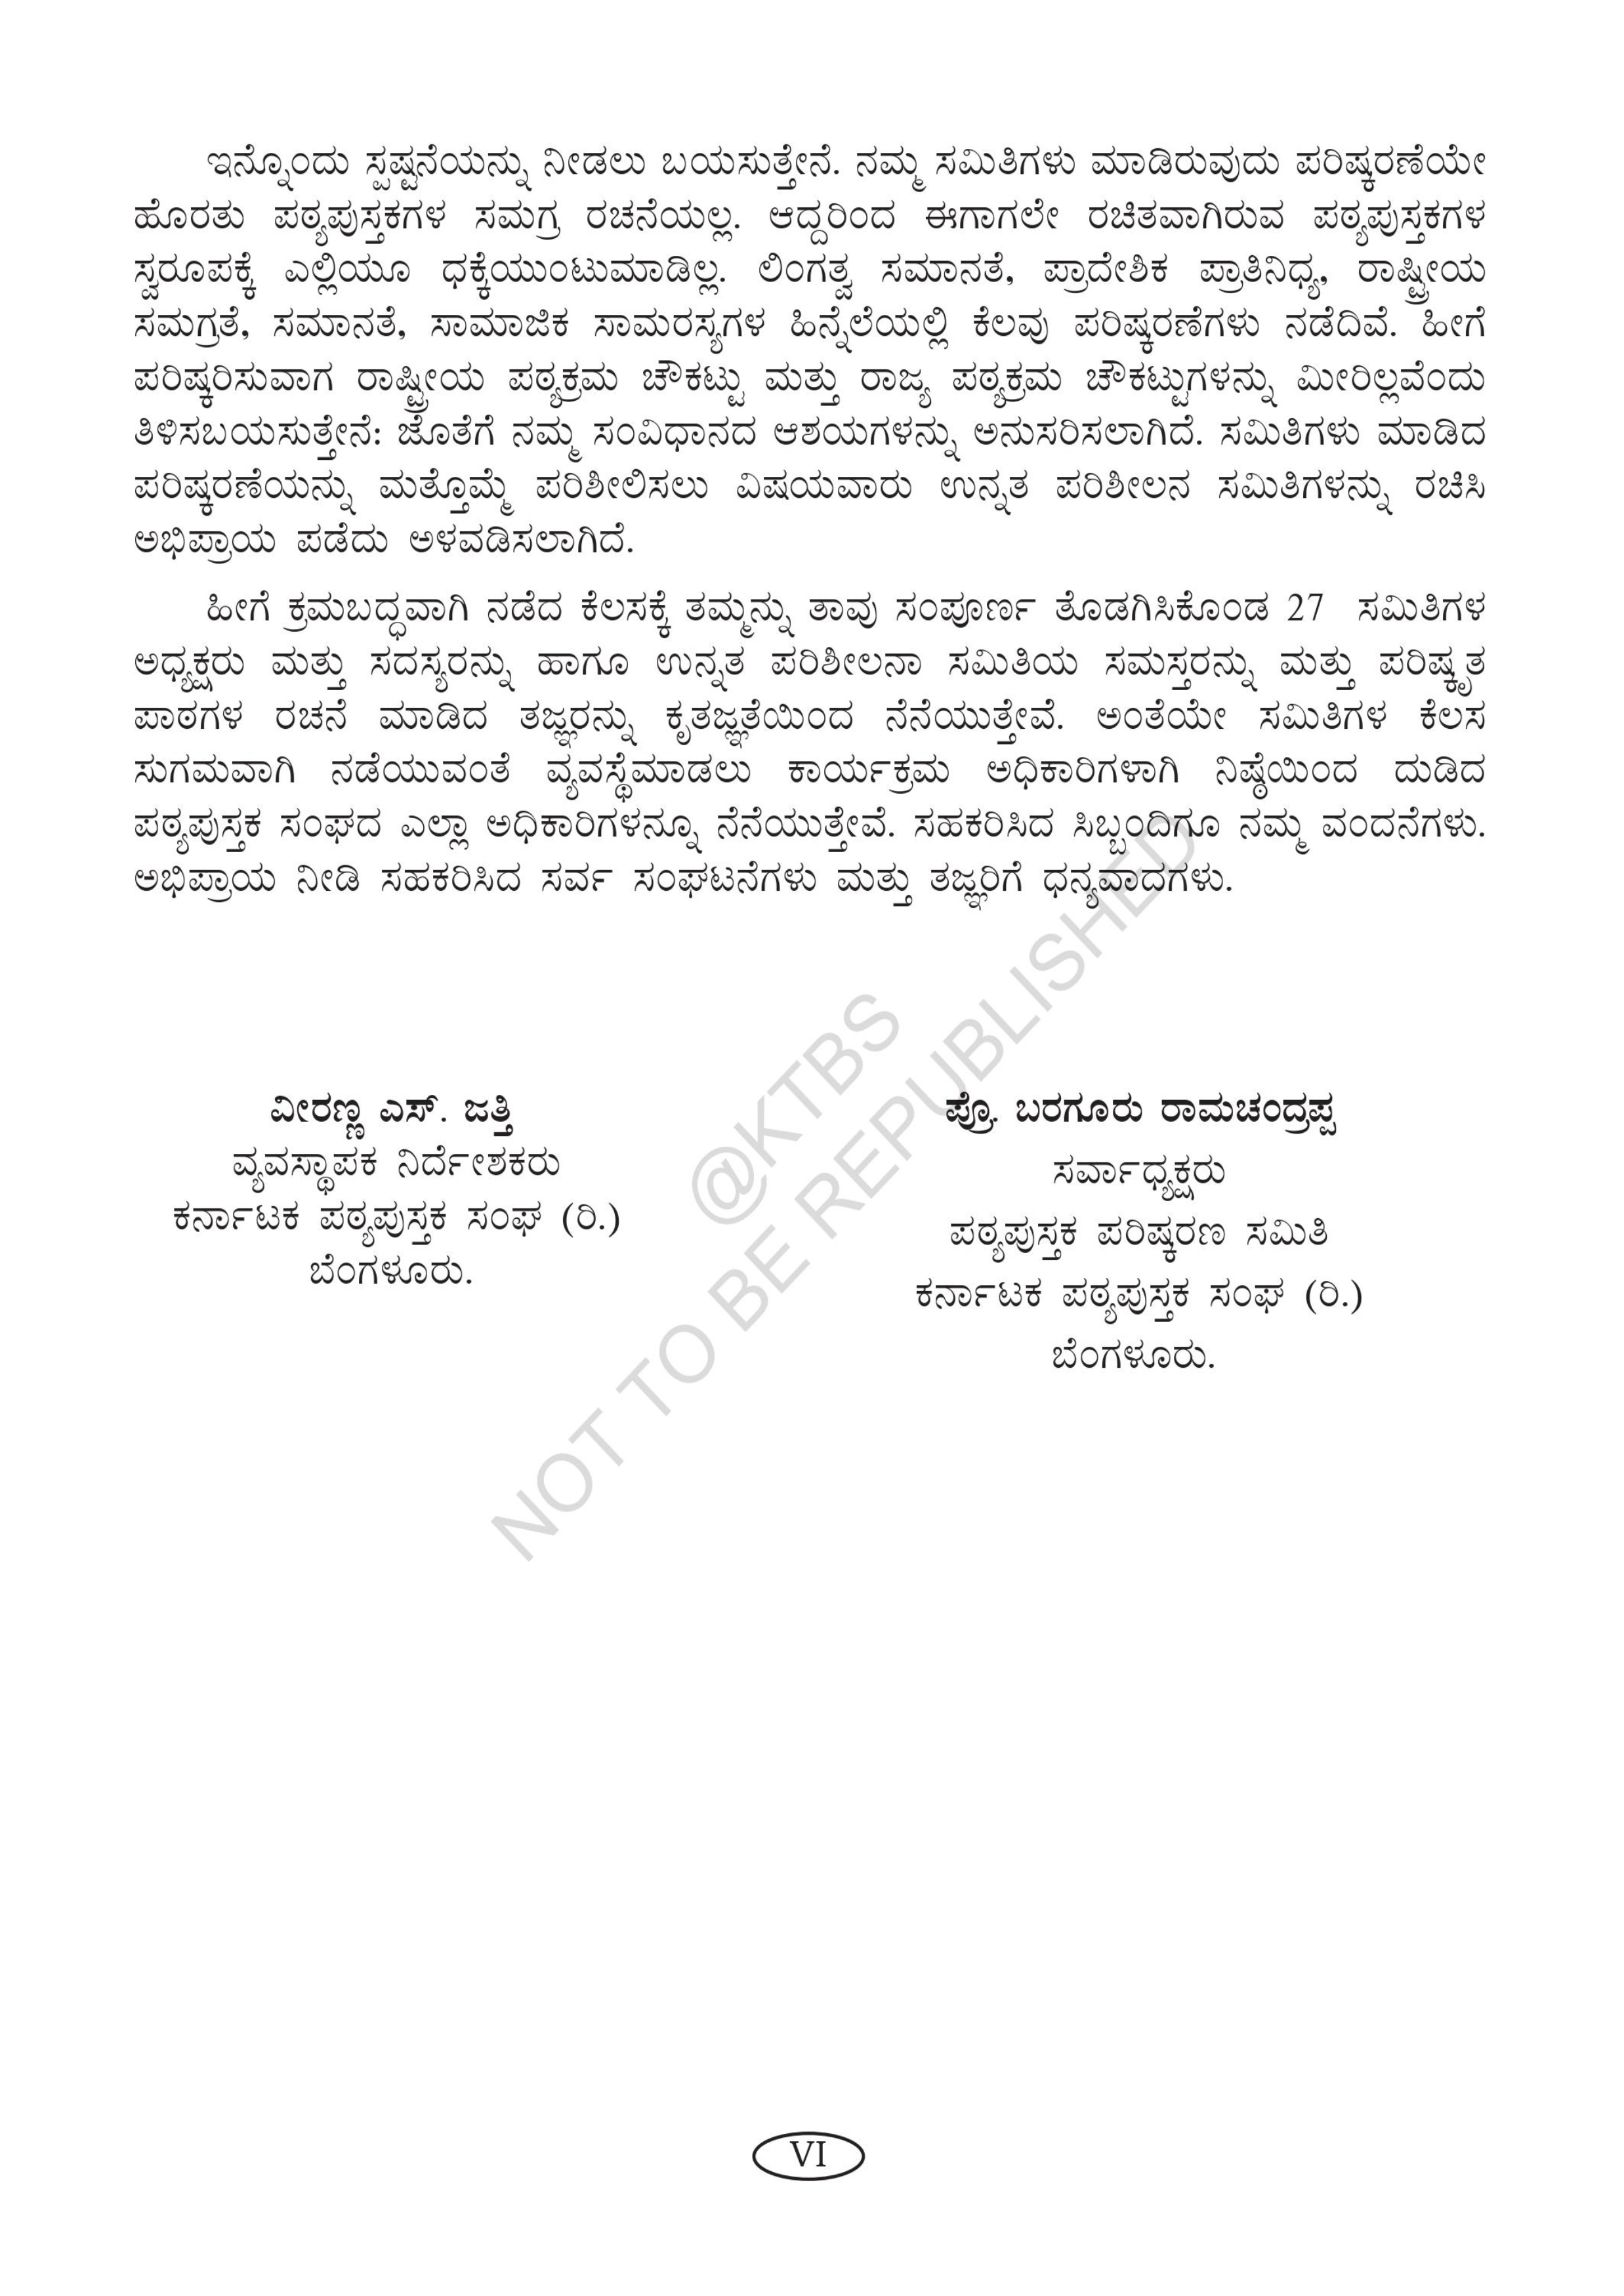 ಇನ್ನೊಂದು ಸ್ಪಷ್ಟನೆಯನ್ನು ನೀಡಲು ಬಯಸುತ್ತೇನೆ. ನಮ್ಮ ಸಮಿತಿಗಳು ಮಾಡಿರುವುದು ಪರಿಷ್ಕರಣೆಯೇ
ಹೊರತು ಪಠ್ಯಪುಸ್ತಕಗಳ ಸಮಗ್ರ ರಚನೆಯಲ್ಲ. ಆದ್ದರಿಂದ ಈಗಾಗಲೇ ರಚಿತವಾಗಿರುವ ಪಠ್ಯಪುಸ್ತಕಗಳ
ಸ್ವರೂಪಕ್ಕೆ ಎಲ್ಲಿಯೂ ಧಕ್ಕೆಯುಂಟುಮಾಡಿಲ್ಲ. ಲಿಂಗತ್ವ ಸಮಾನತೆ, ಪ್ರಾದೇಶಿಕ ಪ್ರಾತಿನಿಧ್ಯ, ರಾಷ್ಟ್ರೀಯ
ಸಮಗ್ರತೆ, ಸಮಾನತೆ, ಸಾಮಾಜಿಕ ಸಾಮರಸ್ಯಗಳ ಹಿನ್ನೆಲೆಯಲ್ಲಿ ಕೆಲವು ಪರಿಷ್ಕರಣೆಗಳು ನಡೆದಿವೆ. ಹೀಗೆ
ಪರಿಷ್ಕರಿಸುವಾಗ ರಾಷ್ಟ್ರೀಯ ಪಠ್ಯಕ್ರಮ ಚೌಕಟ್ಟು ಮತ್ತು ರಾಜ್ಯ ಪಠ್ಯಕ್ರಮ ಚೌಕಟ್ಟುಗಳನ್ನು ಮೀರಿಲ್ಲವೆಂದು
ತಿಳಿಸಬಯಸುತ್ತೇನೆ: ಜೊತೆಗೆ ನಮ್ಮ ಸಂವಿಧಾನದ ಆಶಯಗಳನ್ನು ಅನುಸರಿಸಲಾಗಿದೆ. ಸಮಿತಿಗಳು ಮಾಡಿದ
ಪರಿಷ್ಕರಣೆಯನ್ನು ಮತ್ತೊಮ್ಮೆ ಪರಿಶೀಲಿಸಲು ವಿಷಯವಾರು ಉನ್ನತ ಪರಿಶೀಲನ ಸಮಿತಿಗಳನ್ನು ರಚಿಸಿ
ಅಭಿಪ್ರಾಯ ಪಡೆದು ಅಳವಡಿಸಲಾಗಿದೆ.
ಹೀಗೆ ಕ್ರಮಬದ್ಧವಾಗಿ ನಡೆದ ಕೆಲಸಕ್ಕೆ ತಮ್ಮನ್ನು ತಾವು ಸಂಪೂರ್ಣ ತೊಡಗಿಸಿಕೊಂಡ 27 ಸಮಿತಿಗಳ
ಅಧ್ಯಕ್ಷರು ಮತ್ತು ಸದಸ್ಯರನ್ನು ಹಾಗೂ ಉನ್ನತ ಪರಿಶೀಲನಾ ಸಮಿತಿಯ ಸಮಸ್ತರನ್ನು ಮತ್ತು ಪರಿಷ್ಕೃತ
ಪಾಠಗಳ ರಚನೆ ಮಾಡಿದ ತಜ್ಞರನ್ನು ಕೃತಜ್ಞತೆಯಿಂದ ನೆನೆಯುತ್ತೇವೆ. ಅಂತೆಯೇ ಸಮಿತಿಗಳ ಕೆಲಸ
ಸುಗಮವಾಗಿ ನಡೆಯುವಂತೆ ವ್ಯವಸ್ಥೆಮಾಡಲು ಕಾರ್ಯಕ್ರಮ ಅಧಿಕಾರಿಗಳಾಗಿ ನಿಷ್ಠೆಯಿಂದ ದುಡಿದ
ಪಠ್ಯಪುಸ್ತಕ ಸಂಘದ ಎಲ್ಲಾ ಅಧಿಕಾರಿಗಳನ್ನೂ ನೆನೆಯುತ್ತೇವೆ. ಸಹಕರಿಸಿದ ಸಿಬ್ಬಂದಿಗೂ ನಮ್ಮ ವಂದನೆಗಳು.
ಅಭಿಪ್ರಾಯ ನೀಡಿ ಸಹಕರಿಸಿದ ಸರ್ವ ಸಂಘಟನೆಗಳು ಮತ್ತು ತಜ್ಞರಿಗೆ ಧನ್ಯವಾದಗಳು.
ವೀರಣ್ಣ ಎಸ್. ಜತ್ತಿ
ವ್ಯವಸ್ಥಾಪಕ ನಿರ್ದೇಶಕರು
ಕರ್ನಾಟಕ ಪಠ್ಯಪುಸ್ತಕ ಸಂಘ (ರಿ.)
ಬೆಂಗಳೂರು.
ಪ್ರೊ. ಬರಗೂರು ರಾಮಚಂದ್ರಪ್ಪ
ಸರ್ವಾಧ್ಯಕ್ಷರು
ಪಠ್ಯಪುಸ್ತಕ ಪರಿಷ್ಕರಣ ಸಮಿತಿ
ಕರ್ನಾಟಕ ಪಠ್ಯಪುಸ್ತಕ ಸಂಘ (ರಿ.)
ಬೆಂಗಳೂರು.
@KTBS
NOT TO BE REPUBLISHED
VI